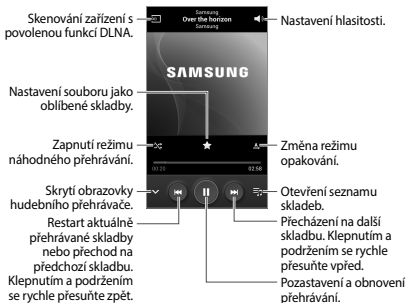 Skenování zařízení s
povolenou funkcí DLNA.
Nastavení souboru jako
oblíbené skladby.
Zapnutí režimu
náhodného přehrávání.
Skrytí obrazovky
hudebního přehrávače.
Restart aktuálně
přehrávané skladby
nebo přechod na
předchozí skladbu.
Klepnutím a podržením
se rychle přesuňte zpět.
Samsung
Over the horizon
Samsung
SAMSUNG
00:20
02:58
Nastavení hlasitosti.
Změna režimu
opakování.
Otevření seznamu
skladeb.
Přecházení na další
skladbu. Klepnutím a
podržením se rychle
přesuňte vpřed.
Pozastavení a obnovení
přehrávání.